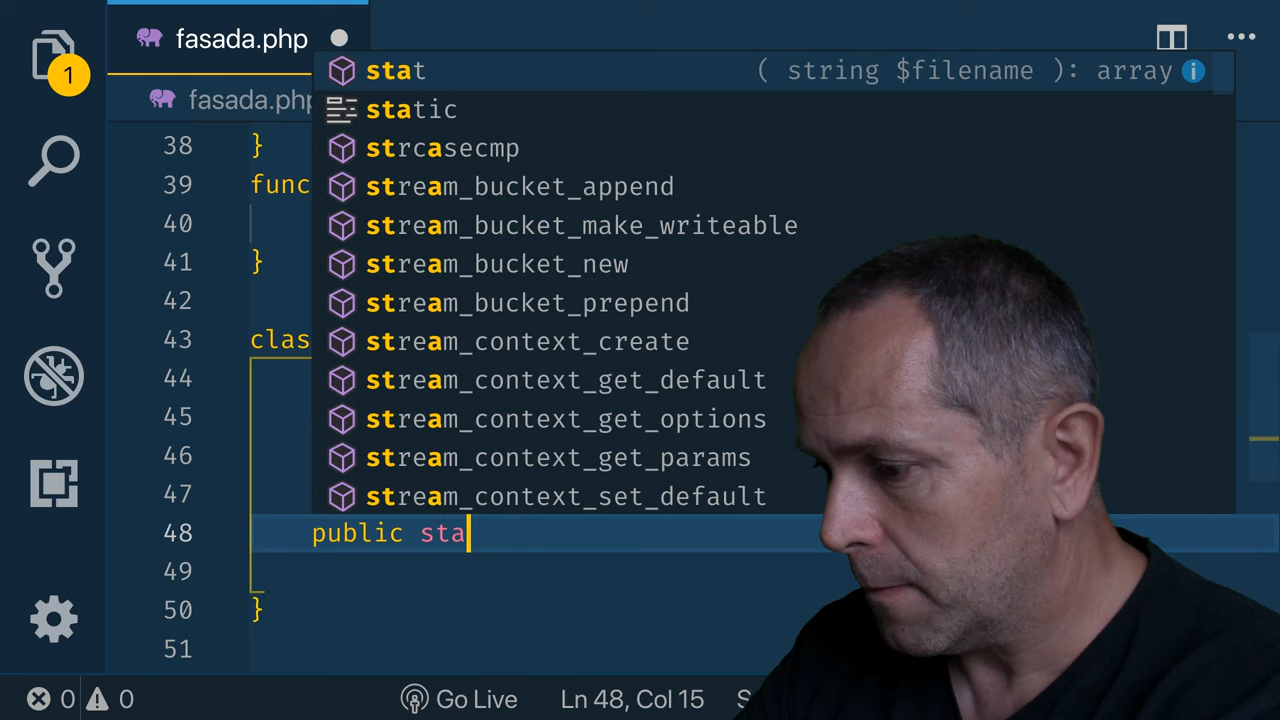 fasada.php
1
fasada.php
stat ( string $filename ): array
static
strcasecmp
stream_bucket_append
stream_bucket_make_writeable
stream_bucket_new
stream_bucket_prepend
stream_context_create
stream_context_get_default
stream_context_get_options
stream_context_get_params
stream_context_set_default
38 }
39 func
40
41 }
42
43 clas
44
45
46
47
48 public sta
49
50 }
51
0 0 Go Live Ln 48, Col 15 S